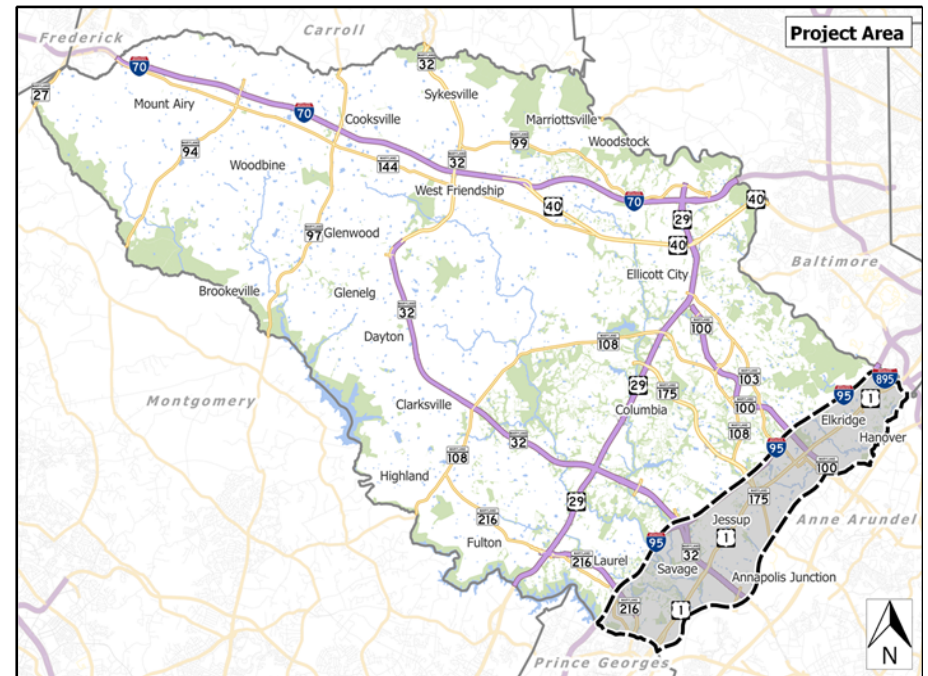 Project Area
Carroll
Frederick
70
32
27
Sykesville
Mount Airy
70
Cooksville
Marriottsville
99
Woodstock
94
Woodbine
144
32
West Friendship
70
40
40
29
97
Glenwood
40
Ellicott City
Baltimore
Brookeville
Glenelg
32
Dayton
100
108
Montgomery
29
175
103
895
95
1
Clarksville
Columbia
100
Elkridge
108
Hanover
32
95
108
100
Highland
175
29
216
Jessup
Anne Arundel
95
1
Fulton
32
216
Laurel
Savage
Annapolis Junction
216
1
Prince Georges
N